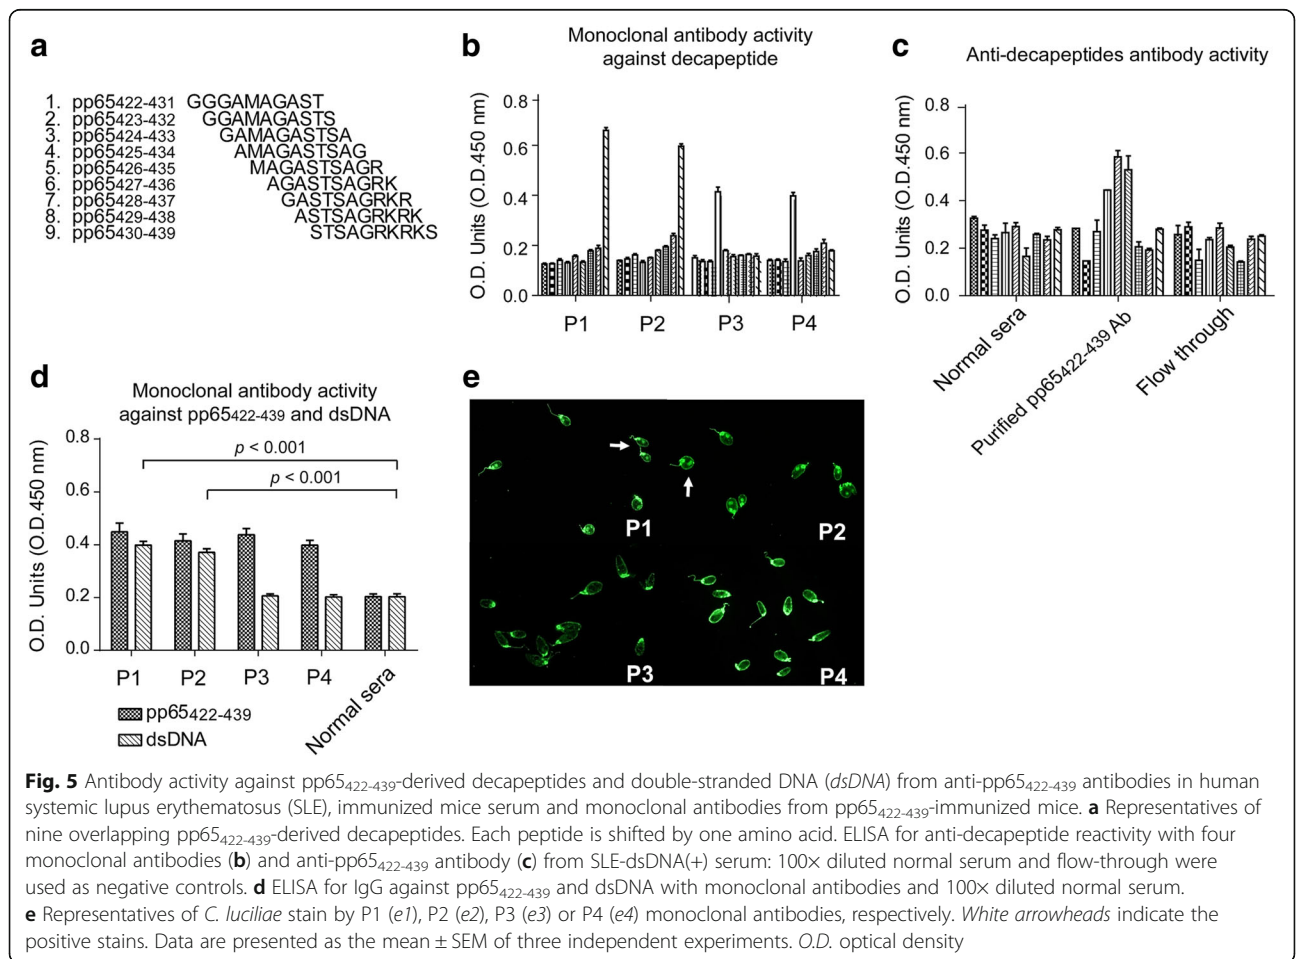 a
1. pp65422-431 GGGAMAGAST
2. pp65423-432 GGAMAGASTS
3. pp65424-433 GAMAGASTSA
4. pp65425-434 AMAGASTSAG
5. pp65426-435 MAGASTSAGR
6. pp65427-436 AGASTSAGRK
7. pp65428-437 GASTSAGRKR
8. pp65429-438 ASTSAGRKRK
9. pp65430-439 STSAGRKRKS
b
Monoclonal antibody activity
against decapeptide
O.D. Units (O.D.450 nm)
0.8
0.6
0.4
0.2
0.0
P1 P2 P3 P4
c
Anti-decapeptides antibody activity
O.D. Units (O.D.450 nm)
0.8
0.6
0.4
0.2
0.0
Normal sera
Purified pp65422-439 Ab
Flow through
d
Monoclonal antibody activity
against pp65422-439 and dsDNA
O.D. Units (O.D.450 nm)
0.8
0.6
0.4
0.2
0.0
p < 0.001
p < 0.001
P1 P2 P3 P4 Normal sera
pp65422-439
dsDNA
e
P1
P2
P3
P4
Fig. 5 Antibody activity against pp65422-439-derived decapeptides and double-stranded DNA (dsDNA) from anti-pp65422-439 antibodies in human
systemic lupus erythematosus (SLE), immunized mice serum and monoclonal antibodies from pp65422-439-immunized mice. a Representatives of
nine overlapping pp65422-439-derived decapeptides. Each peptide is shifted by one amino acid. ELISA for anti-decapeptide reactivity with four
monoclonal antibodies (b) and anti-pp65422-439 antibody (c) from SLE-dsDNA(+) serum: 100× diluted normal serum and flow-through were
used as negative controls. d ELISA for IgG against pp65422-439 and dsDNA with monoclonal antibodies and 100× diluted normal serum.
e Representatives of C. luciliae stain by P1 (e1), P2 (e2), P3 (e3) or P4 (e4) monoclonal antibodies, respectively. White arrowheads indicate the
positive stains. Data are presented as the mean ± SEM of three independent experiments. O.D. optical density